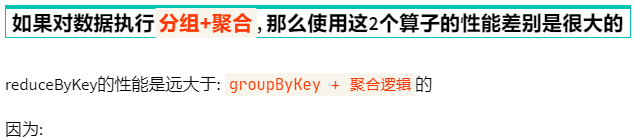 如果对数据执行分组+聚合, 那么使用这2个算子的性能差别是很大的
reduceByKey的性能是远大于: groupByKey + 聚合逻辑的
因为: